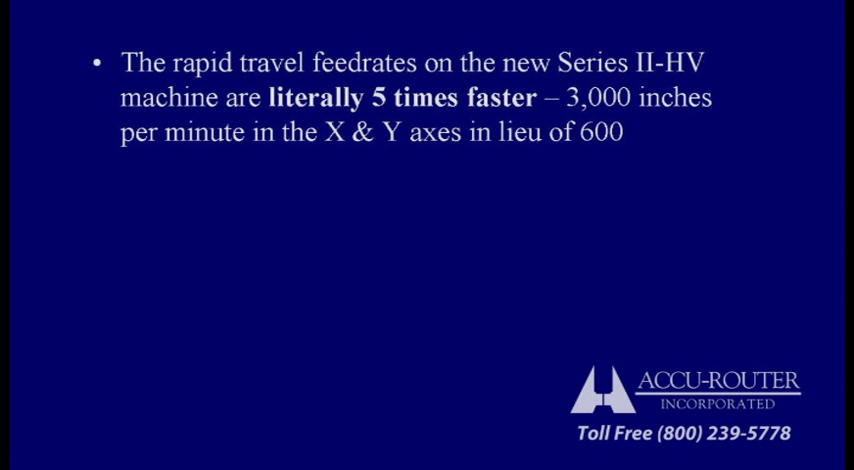 • The rapid travel feedrates on the new Series II-HV
machine are literally 5 times faster – 3,000 inches
per minute in the X & Y axes in lieu of 600
ACCU-ROUTER
INCORPORATED
Toll Free (800) 239-5778